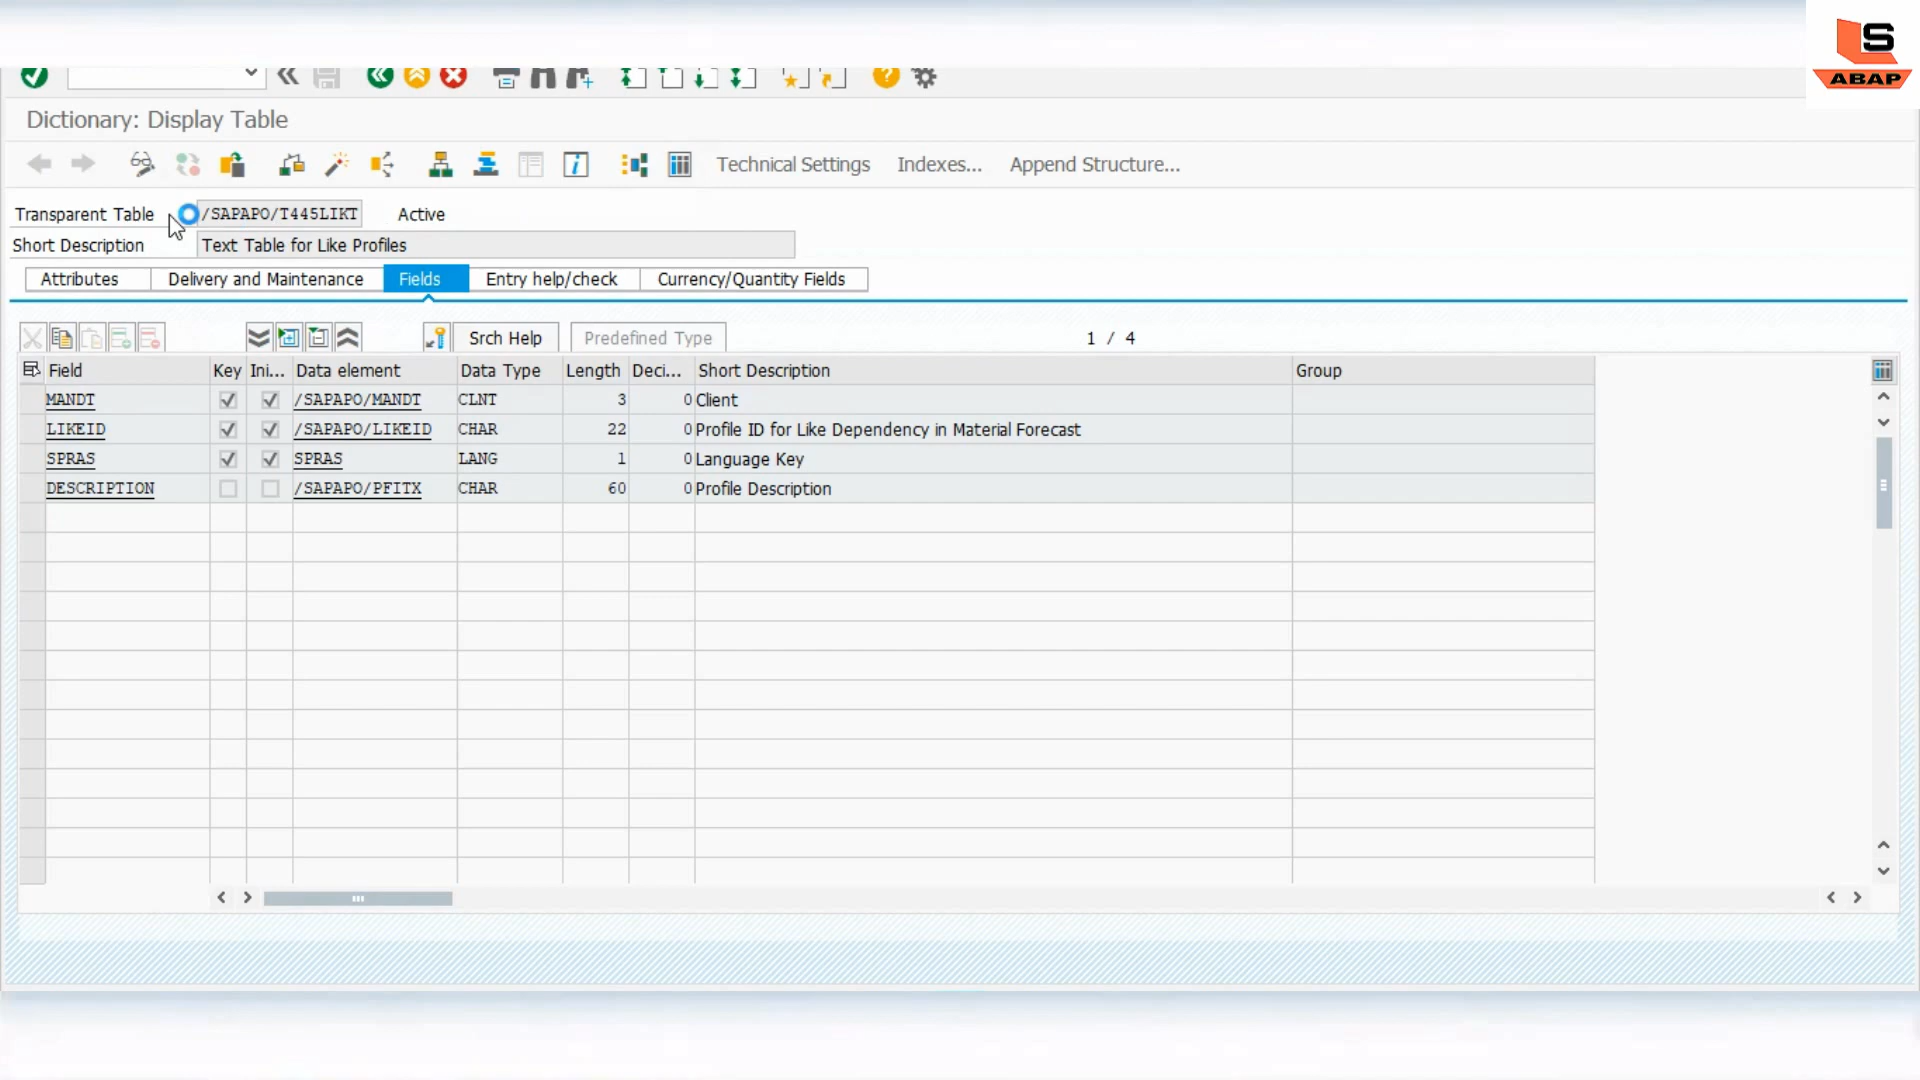 LS
ABAP
Dictionary: Display Table
Technical Settings Indexes... Append Structure...
Transparent Table /SAPAPO/T445LIKT Active
Short Description Text Table for Like Profiles
Attributes Delivery and Maintenance Fields Entry help/check Currency/Quantity Fields
Srch Help Predefined Type 1 / 4
Field Key Ini... Data element Data Type Length Deci... Short Description Group
MANDT /SAPAPO/MANDT CLNT 3 0 Client
LIKEID /SAPAPO/LIKEID CHAR 22 0 Profile ID for Like Dependency in Material Forecast
SPRAS SPRAS LANG 1 0 Language Key
DESCRIPTION /SAPAPO/PFITX CHAR 60 0 Profile Description